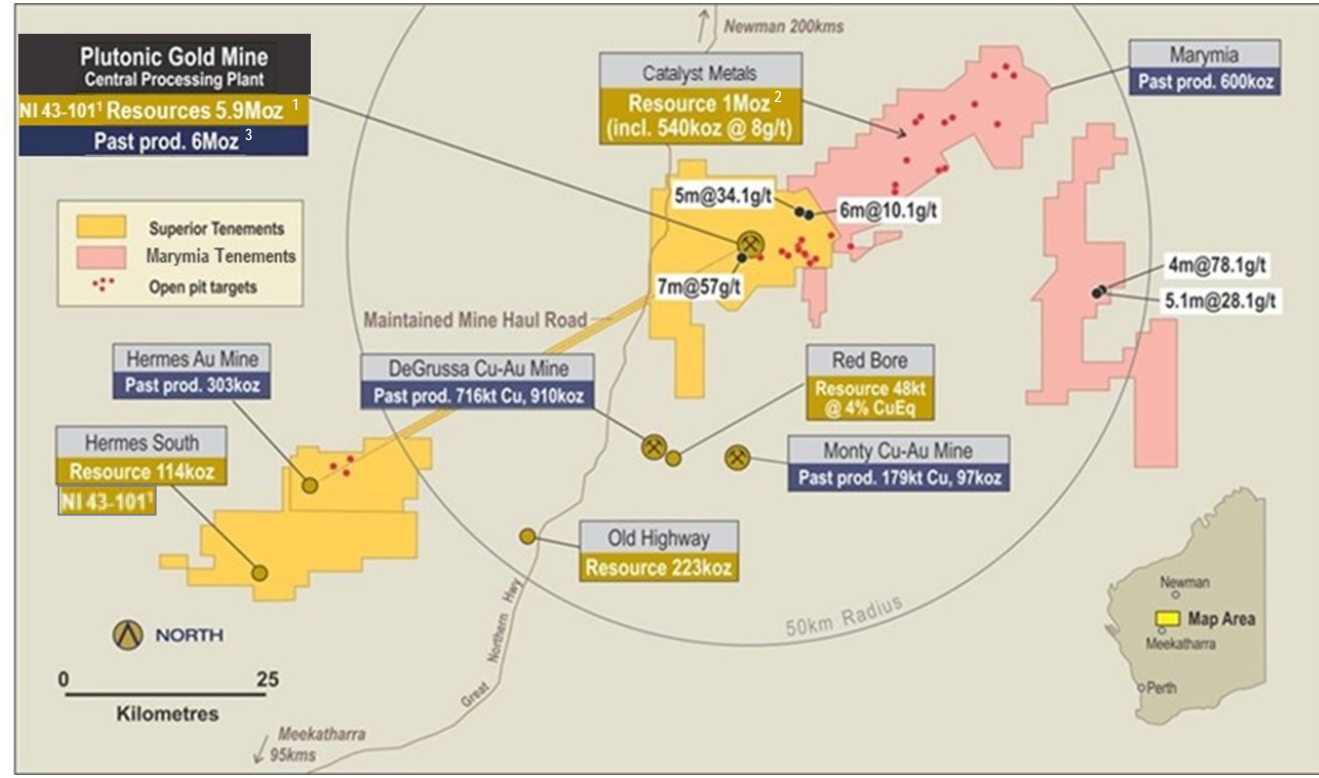 Newman 200kms
Plutonic Gold Mine
Central Processing Plant
NI 43-101¹ Resources 5.9Moz ¹
Past prod. 6Moz ³
Catalyst Metals
Resource 1Moz ²
(incl. 540koz @ 8g/t)
Marymia
Past prod. 600koz
5m@34.1g/t
6m@10.1g/t
7m@57g/t
4m@78.1g/t
5.1m@28.1g/t
Superior Tenements
Marymia Tenements
Open pit targets
Maintained Mine Haul Road
Hermes Au Mine
Past prod. 303koz
DeGrussa Cu-Au Mine
Past prod. 716kt Cu, 910koz
Red Bore
Resource 48kt
@ 4% CuEq
Hermes South
Resource 114koz
NI 43-101¹
Monty Cu-Au Mine
Past prod. 179kt Cu, 97koz
Old Highway
Resource 223koz
50km Radius
Great Northern Hwy
NORTH
0 25
Kilometres
Meekatharra
95kms
Newman
Map Area
Meekatharra
Perth